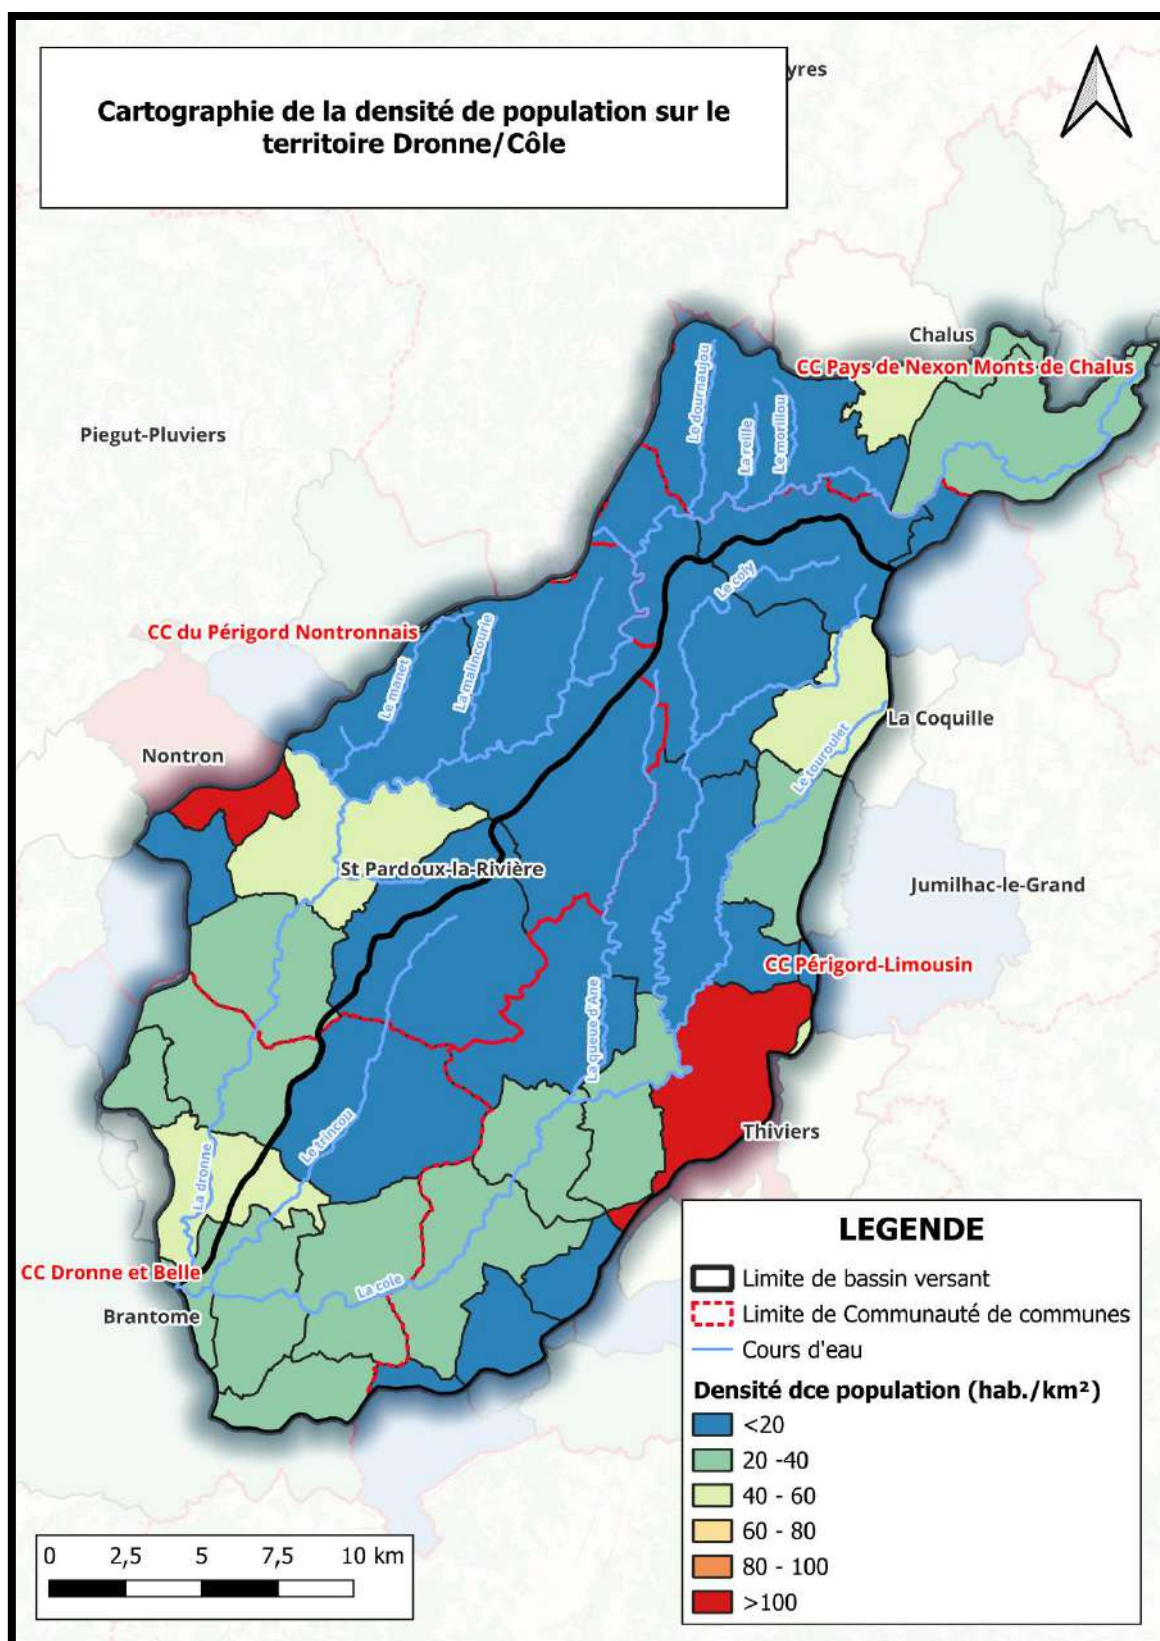 Cartographie de la densité de population sur le
territoire Dronne/Côle
yres
Chalus
CC Pays de Nexon Monts de Chalus
Le dournaujou
La reille
Le morillou
Piegut-Pluviers
Le coly
CC du Périgord Nontronnais
Le manet
La malincourie
La Coquille
Le touroulet
Nontron
St Pardoux-la-Rivière
Jumilhac-le-Grand
CC Périgord-Limousin
La queue d'Ane
Le trincou
La dronne
Thiviers
CC Dronne et Belle
La cole
Brantome
LEGENDE
Limite de bassin versant
Limite de Communauté de communes
Cours d'eau
Densité dce population (hab./km²)
<20
20 -40
40 - 60
60 - 80
80 - 100
>100
0 2,5 5 7,5 10 km